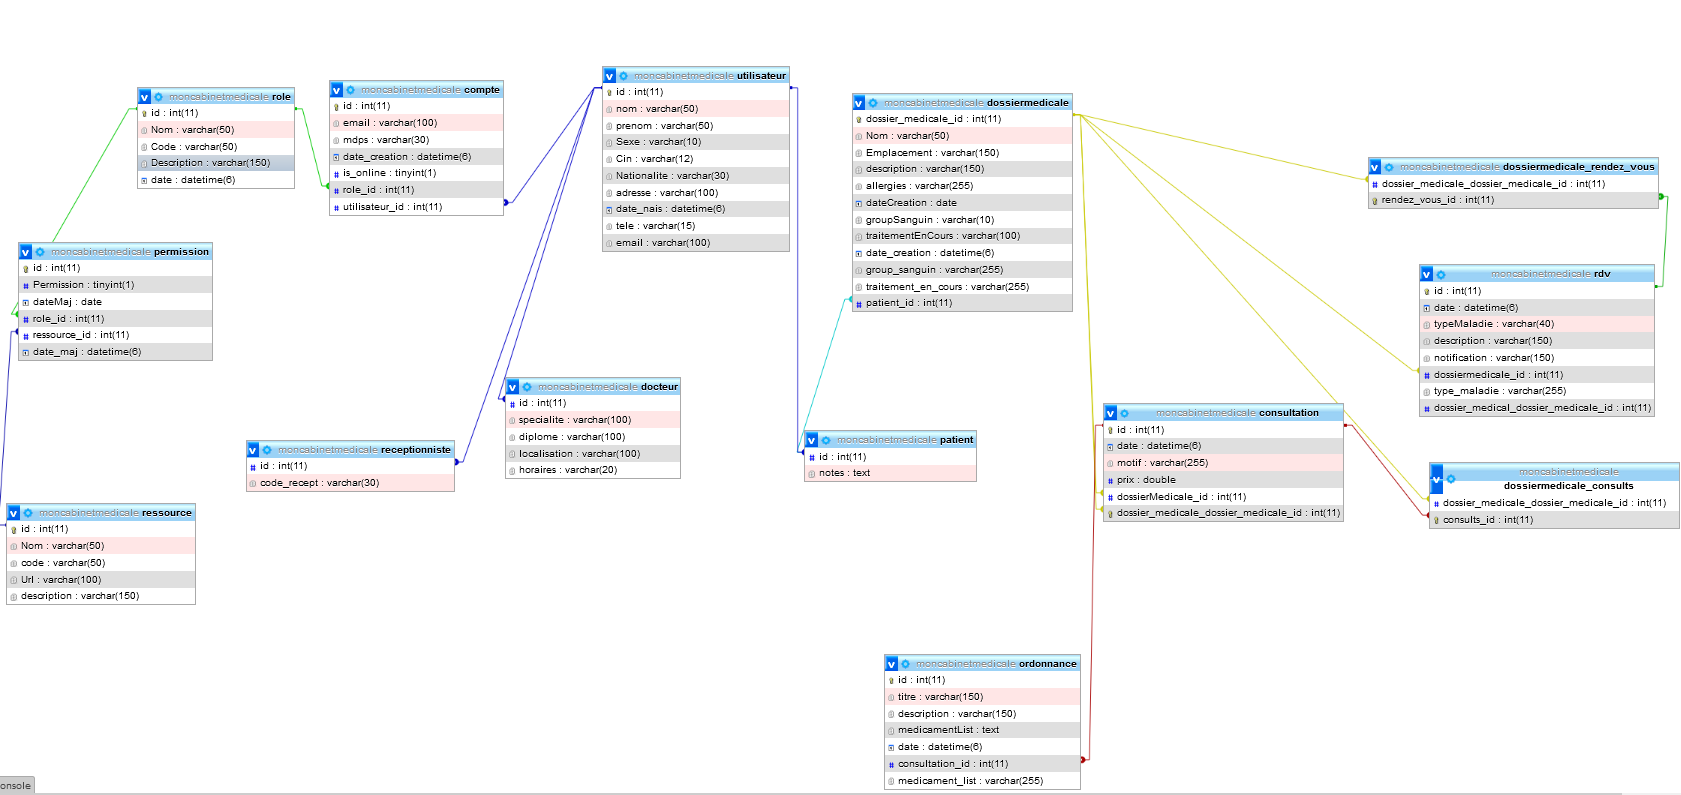 moncabinetmedicale role
id : int(11)
Nom : varchar(50)
Code : varchar(50)
Description : varchar(150)
date : datetime(6)
moncabinetmedicale compte
id : int(11)
email : varchar(100)
mdps : varchar(30)
date_creation : datetime(6)
is_online : tinyint(1)
role_id : int(11)
utilisateur_id : int(11)
moncabinetmedicale utilisateur
id : int(11)
nom : varchar(50)
prenom : varchar(50)
Sexe : varchar(10)
Cin : varchar(12)
Nationalite : varchar(30)
adresse : varchar(100)
date_nais : datetime(6)
tele : varchar(15)
email : varchar(100)
moncabinetmedicale dossiermedicale
dossier_medicale_id : int(11)
Nom : varchar(50)
Emplacement : varchar(150)
description : varchar(150)
allergies : varchar(255)
dateCreation : date
groupSanguin : varchar(10)
traitementEnCours : varchar(100)
date_creation : datetime(6)
group_sanguin : varchar(255)
traitement_en_cours : varchar(255)
patient_id : int(11)
moncabinetmedicale dossiermedicale_rendez_vous
dossier_medicale_dossier_medicale_id : int(11)
rendez_vous_id : int(11)
moncabinetmedicale permission
id : int(11)
Permission : tinyint(1)
dateMaj : date
role_id : int(11)
ressource_id : int(11)
date_maj : datetime(6)
moncabinetmedicale rdv
id : int(11)
date : datetime(6)
typeMaladie : varchar(40)
description : varchar(150)
notification : varchar(150)
dossiermedicale_id : int(11)
type_maladie : varchar(255)
dossier_medical_dossier_medicale_id : int(11)
moncabinetmedicale docteur
id : int(11)
specialite : varchar(100)
diplome : varchar(100)
localisation : varchar(100)
horaires : varchar(20)
moncabinetmedicale receptionniste
id : int(11)
code_recept : varchar(30)
moncabinetmedicale patient
id : int(11)
notes : text
moncabinetmedicale consultation
id : int(11)
date : datetime(6)
motif : varchar(255)
prix : double
dossierMedicale_id : int(11)
dossier_medicale_dossier_medicale_id : int(11)
moncabinetmedicale
dossiermedicale_consults
dossier_medicale_dossier_medicale_id : int(11)
consults_id : int(11)
moncabinetmedicale ressource
id : int(11)
Nom : varchar(50)
code : varchar(50)
Url : varchar(100)
description : varchar(150)
moncabinetmedicale ordonnance
id : int(11)
titre : varchar(150)
description : varchar(150)
medicamentList : text
date : datetime(6)
consultation_id : int(11)
medicament_list : varchar(255)
onsole